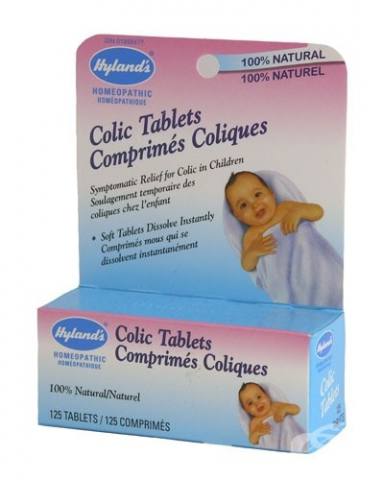 Hyland's
HOMEOPATHIC
HOMÉOPATHIQUE
100% NATURAL
100% NATUREL
Colic Tablets
Comprimés Coliques
Symptomatic Relief for Colic in Children
Soulagement temporaire des
coliques chez l'enfant
• Soft Tablets Dissolve Instantly
Comprimés mous qui se
dissolvent instantanément
Hyland's
HOMEOPATHIC
HOMÉOPATHIQUE
Colic Tablets
Comprimés Coliques
100% Natural/Naturel
125 TABLETS / 125 COMPRIMÉS
Colic
Tablets